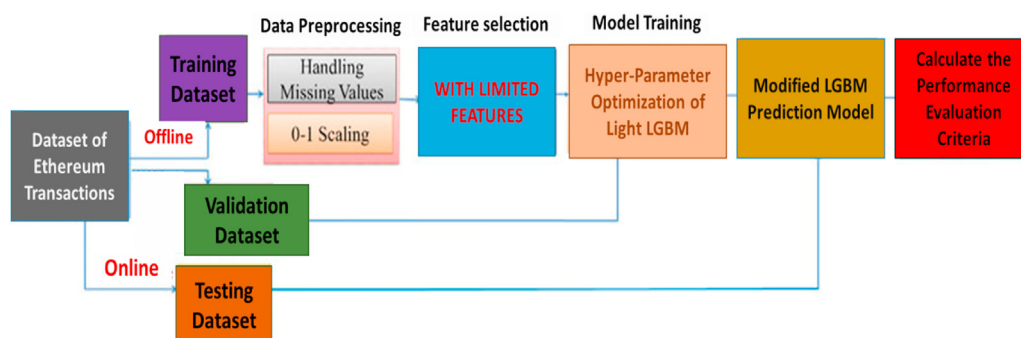 Data Preprocessing
Feature selection
Model Training
Training
Dataset
Handling
Missing Values
0-1 Scaling
WITH LIMITED
FEATURES
Hyper-Parameter
Optimization of
Light LGBM
Modified LGBM
Prediction Model
Calculate the
Performance
Evaluation
Criteria
Dataset of
Ethereum
Transactions
Offline
Validation
Dataset
Online
Testing
Dataset